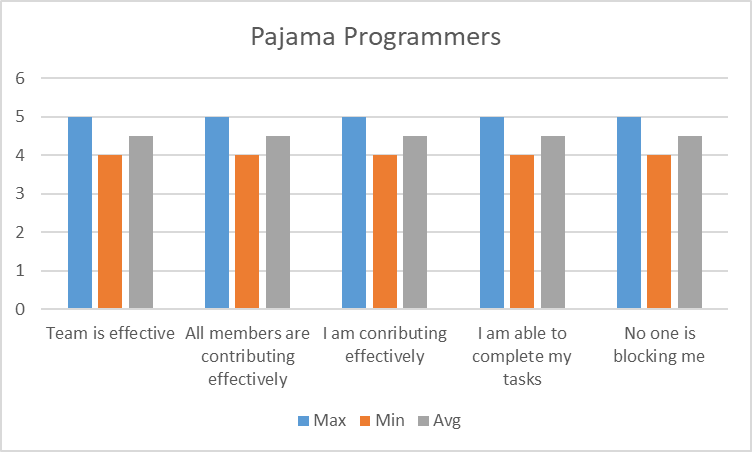 Pajama Programmers
6
5
4
3
2
1
0
Team is effective
All members are
contributing
effectively
I am conributing
effectively
I am able to
complete my
tasks
No one is
blocking me
Max Min Avg